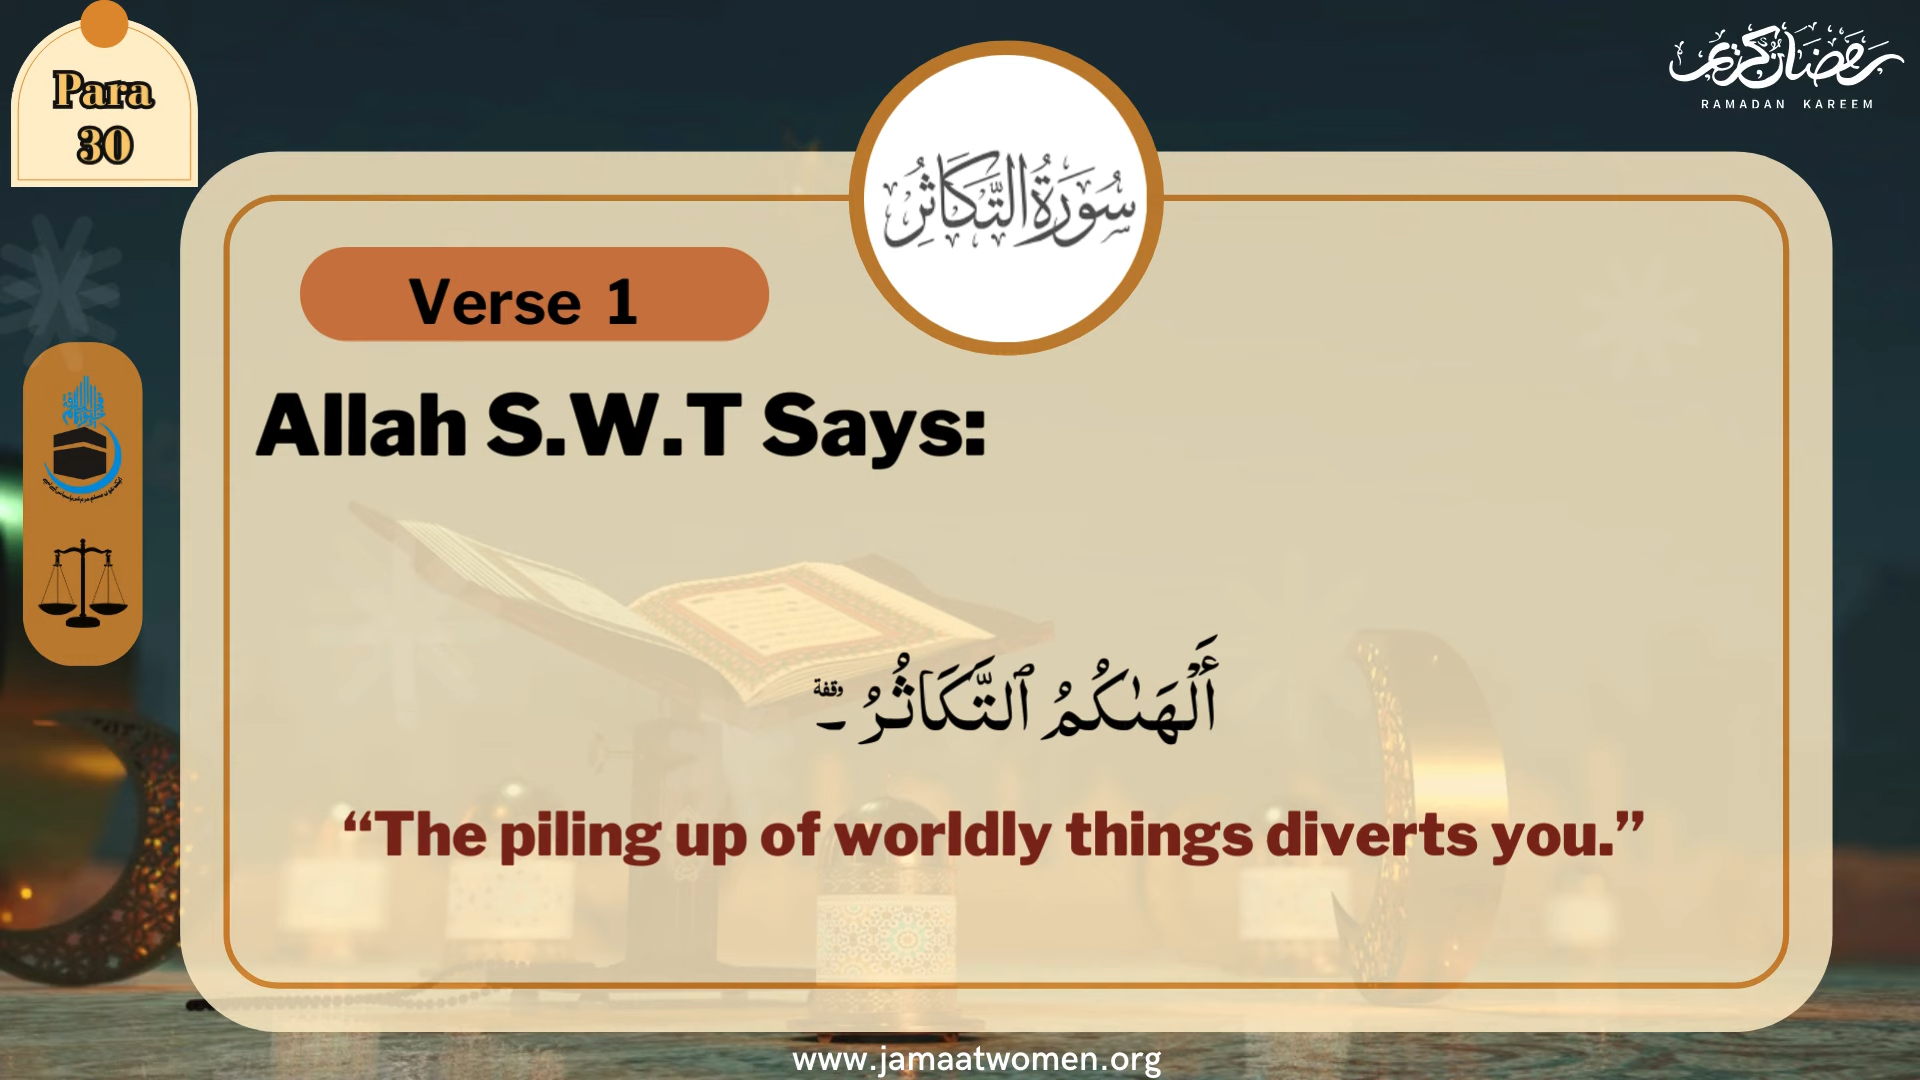 Para
30
رمضان كريم
RAMADAN KAREEM
سُورَةُ التَّكَاثُرِ
Verse 1
Allah S.W.T Says:
أَلْهَىٰكُمُ ٱلتَّكَاثُرُ ۔ وقفة
“The piling up of worldly things diverts you.”
www.jamaatwomen.org